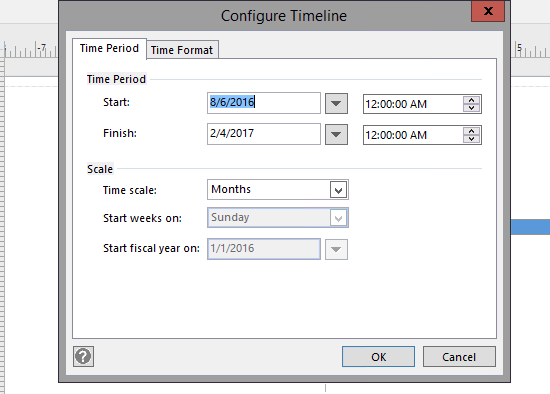 Configure Timeline
x
-7
5
Time Period Time Format
Time Period
Start: 8/6/2016 12:00:00 AM
Finish: 2/4/2017 12:00:00 AM
Scale
Time scale: Months
Start weeks on: Sunday
Start fiscal year on: 1/1/2016
? OK Cancel